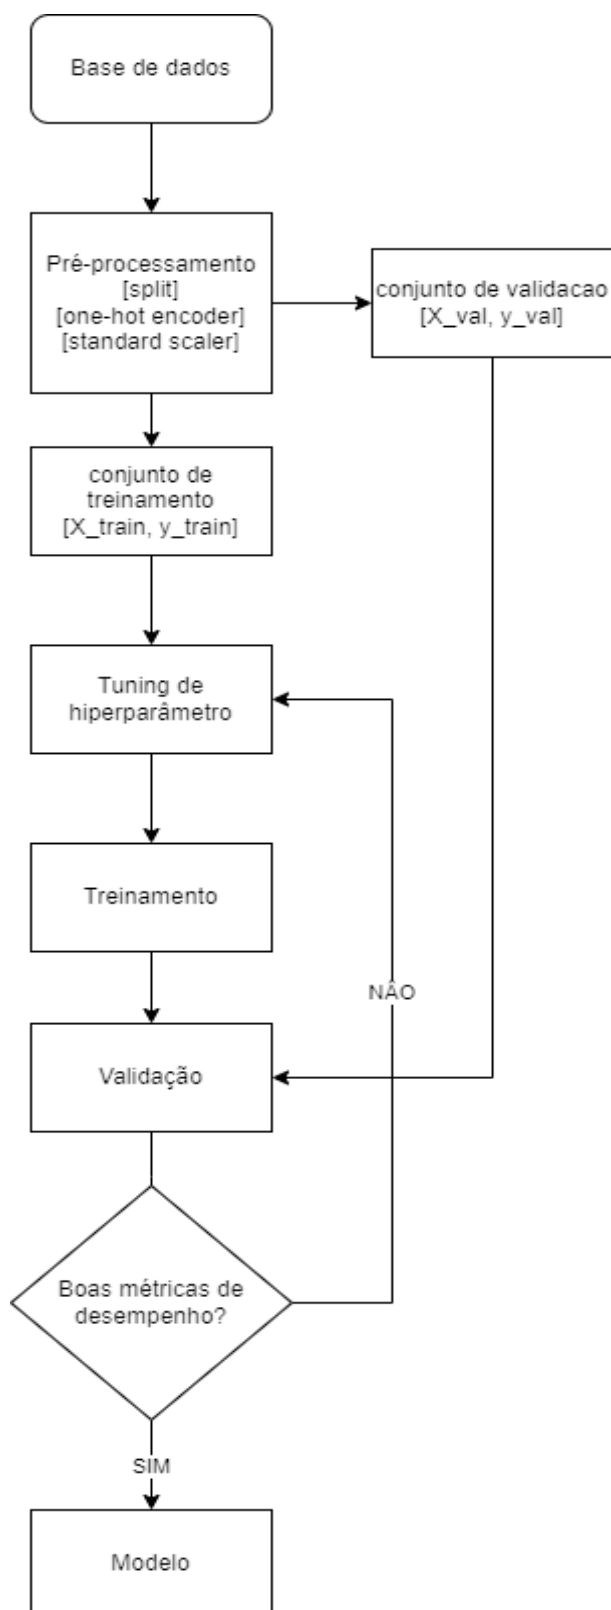 Base de dados
Pré-processamento
[split]
[one-hot encoder]
[standard scaler]
conjunto de validacao
[X_val, y_val]
conjunto de
treinamento
[X_train, y_train]
Tuning de
hiperparâmetro
Treinamento
NÃO
Validação
Boas métricas de
desempenho?
SIM
Modelo